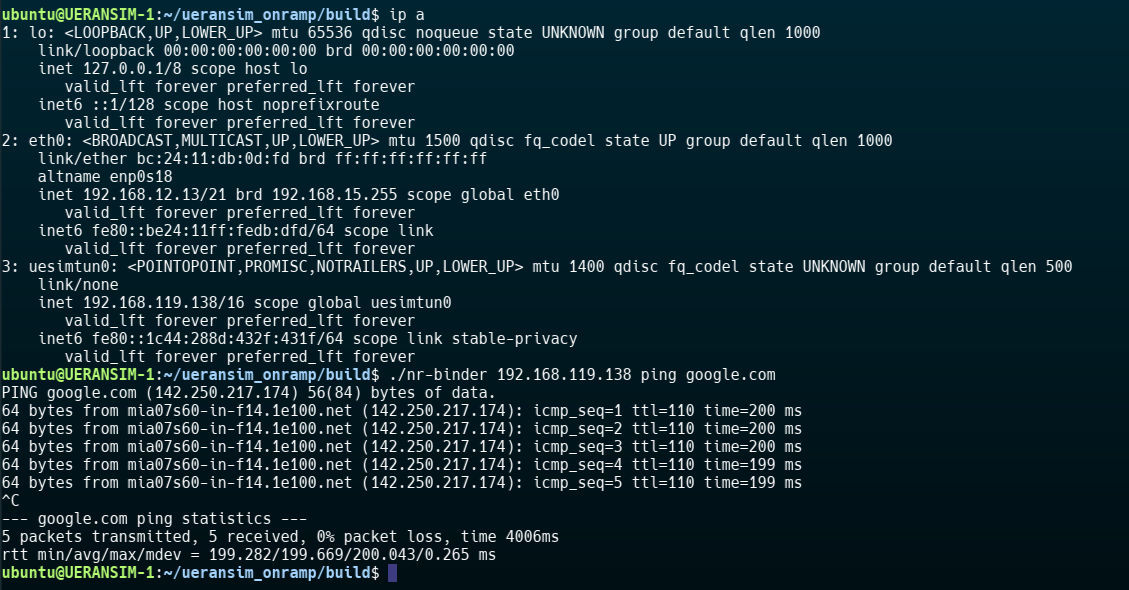 ubuntu@UERANSIM-1:~/ueransim_onramp/build$ ip a
1: lo: <LOOPBACK,UP,LOWER_UP> mtu 65536 qdisc noqueue state UNKNOWN group default qlen 1000
    link/loopback 00:00:00:00:00:00 brd 00:00:00:00:00:00
    inet 127.0.0.1/8 scope host lo
       valid_lft forever preferred_lft forever
    inet6 ::1/128 scope host noprefixroute
       valid_lft forever preferred_lft forever
2: eth0: <BROADCAST,MULTICAST,UP,LOWER_UP> mtu 1500 qdisc fq_codel state UP group default qlen 1000
    link/ether bc:24:11:db:0d:fd brd ff:ff:ff:ff:ff:ff
    altname enp0s18
    inet 192.168.12.13/21 brd 192.168.15.255 scope global eth0
       valid_lft forever preferred_lft forever
    inet6 fe80::be24:11ff:fedb:dfd/64 scope link
       valid_lft forever preferred_lft forever
3: uesimtun0: <POINTOPOINT,PROMISC,NOTRAILERS,UP,LOWER_UP> mtu 1400 qdisc fq_codel state UNKNOWN group default qlen 500
    link/none
    inet 192.168.119.138/16 scope global uesimtun0
       valid_lft forever preferred_lft forever
    inet6 fe80::1c44:288d:432f:431f/64 scope link stable-privacy
       valid_lft forever preferred_lft forever
ubuntu@UERANSIM-1:~/ueransim_onramp/build$ ./nr-binder 192.168.119.138 ping google.com
PING google.com (142.250.217.174) 56(84) bytes of data.
64 bytes from mia07s60-in-f14.1e100.net (142.250.217.174): icmp_seq=1 ttl=110 time=200 ms
64 bytes from mia07s60-in-f14.1e100.net (142.250.217.174): icmp_seq=2 ttl=110 time=200 ms
64 bytes from mia07s60-in-f14.1e100.net (142.250.217.174): icmp_seq=3 ttl=110 time=200 ms
64 bytes from mia07s60-in-f14.1e100.net (142.250.217.174): icmp_seq=4 ttl=110 time=199 ms
64 bytes from mia07s60-in-f14.1e100.net (142.250.217.174): icmp_seq=5 ttl=110 time=199 ms
^C
--- google.com ping statistics ---
5 packets transmitted, 5 received, 0% packet loss, time 4006ms
rtt min/avg/max/mdev = 199.282/199.669/200.043/0.265 ms
ubuntu@UERANSIM-1:~/ueransim_onramp/build$